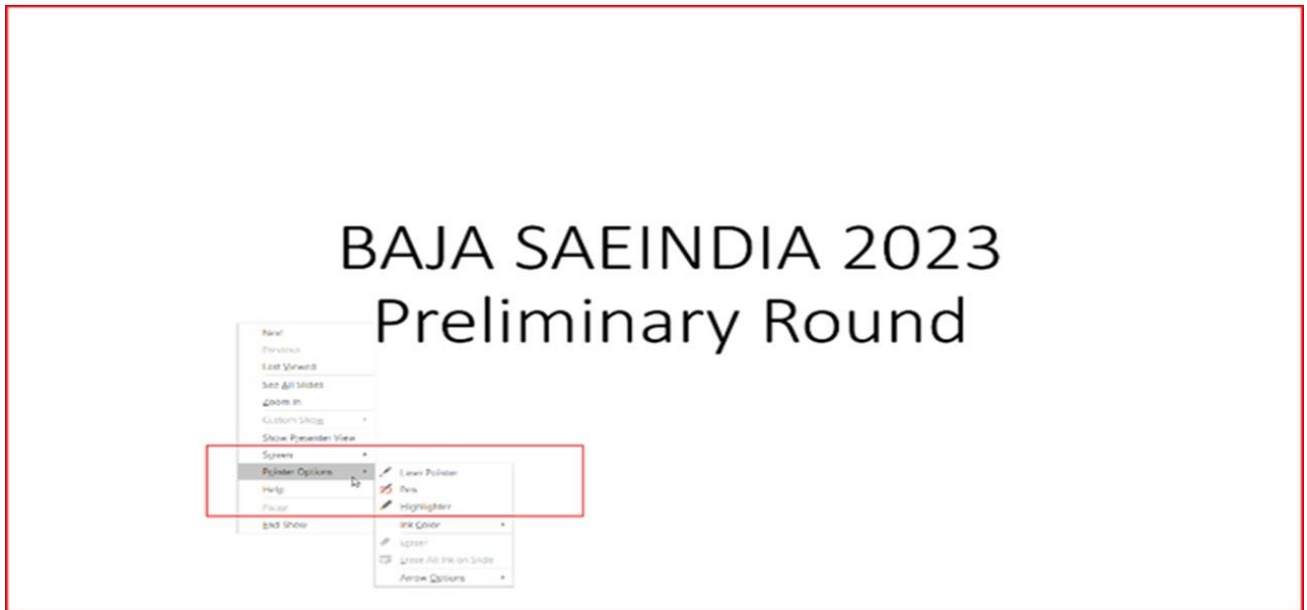 BAJA SAEINDIA 2023
Preliminary Round
Next
Previous
Last Viewed
See All Slides
Zoom In
Custom Show
Show Presenter View
Screen
Pointer Options
Help
Pause
End Show
Laser Pointer
Pen
Highlighter
Ink Color
Eraser
Erase All Ink on Slide
Arrow Options